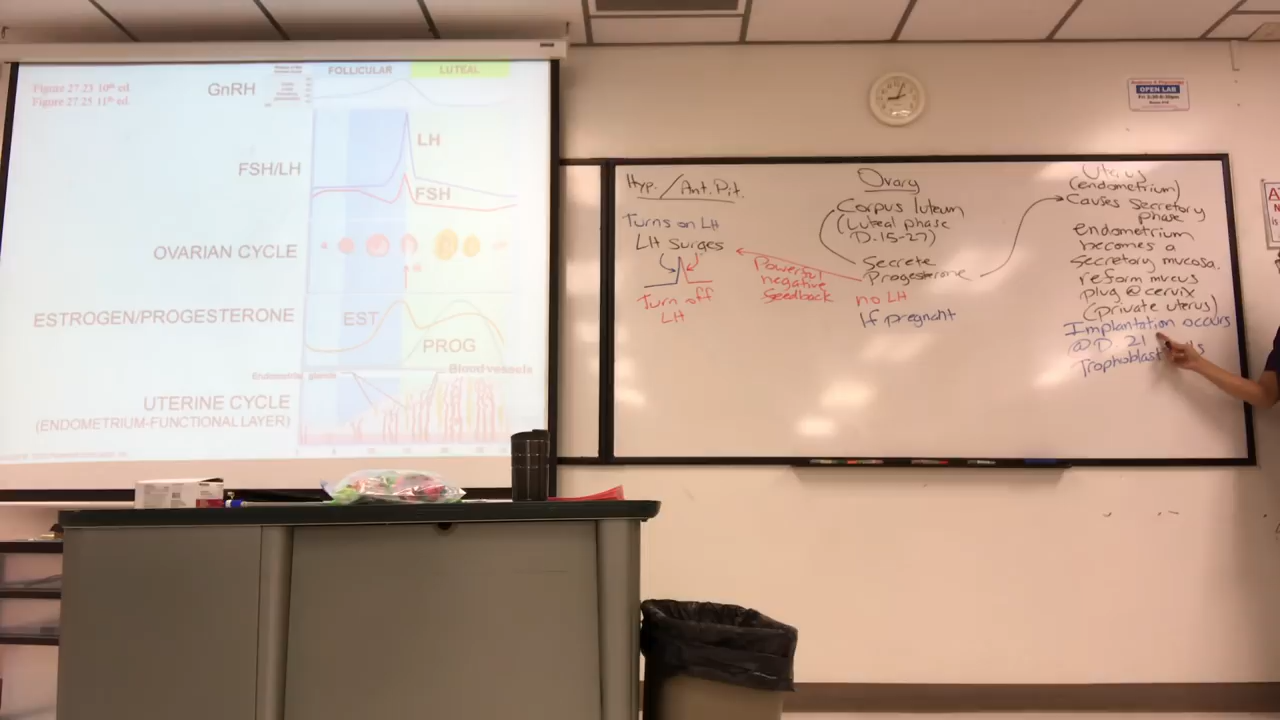 Figure 27.23 10th ed
Figure 27.25 11th ed.
GnRH
FOLLICULAR
LUTEAL
LH
FSH/LH
FSH
OVARIAN CYCLE
ESTROGEN/PROGESTERONE
EST
PROG
Endometrial glands
Blood vessels
UTERINE CYCLE
(ENDOMETRIUM-FUNCTIONAL LAYER)
Hyp./Ant. Pit.
Turns on LH
LH Surges
Turn off
LH
Powerful
negative
feedback
Ovary
Corpus luteum
(Luteal phase
D. 15-27)
Secrete
Progesterone
no LH
If pregnant
Uterus
(endometrium)
Causes Secretory
phase
endometrium
becomes a
secretory mucosa.
reform mucus
plug @ cervix
(private uterus)
Implantation occurs
@ D. 21
Trophoblast
OPEN LAB